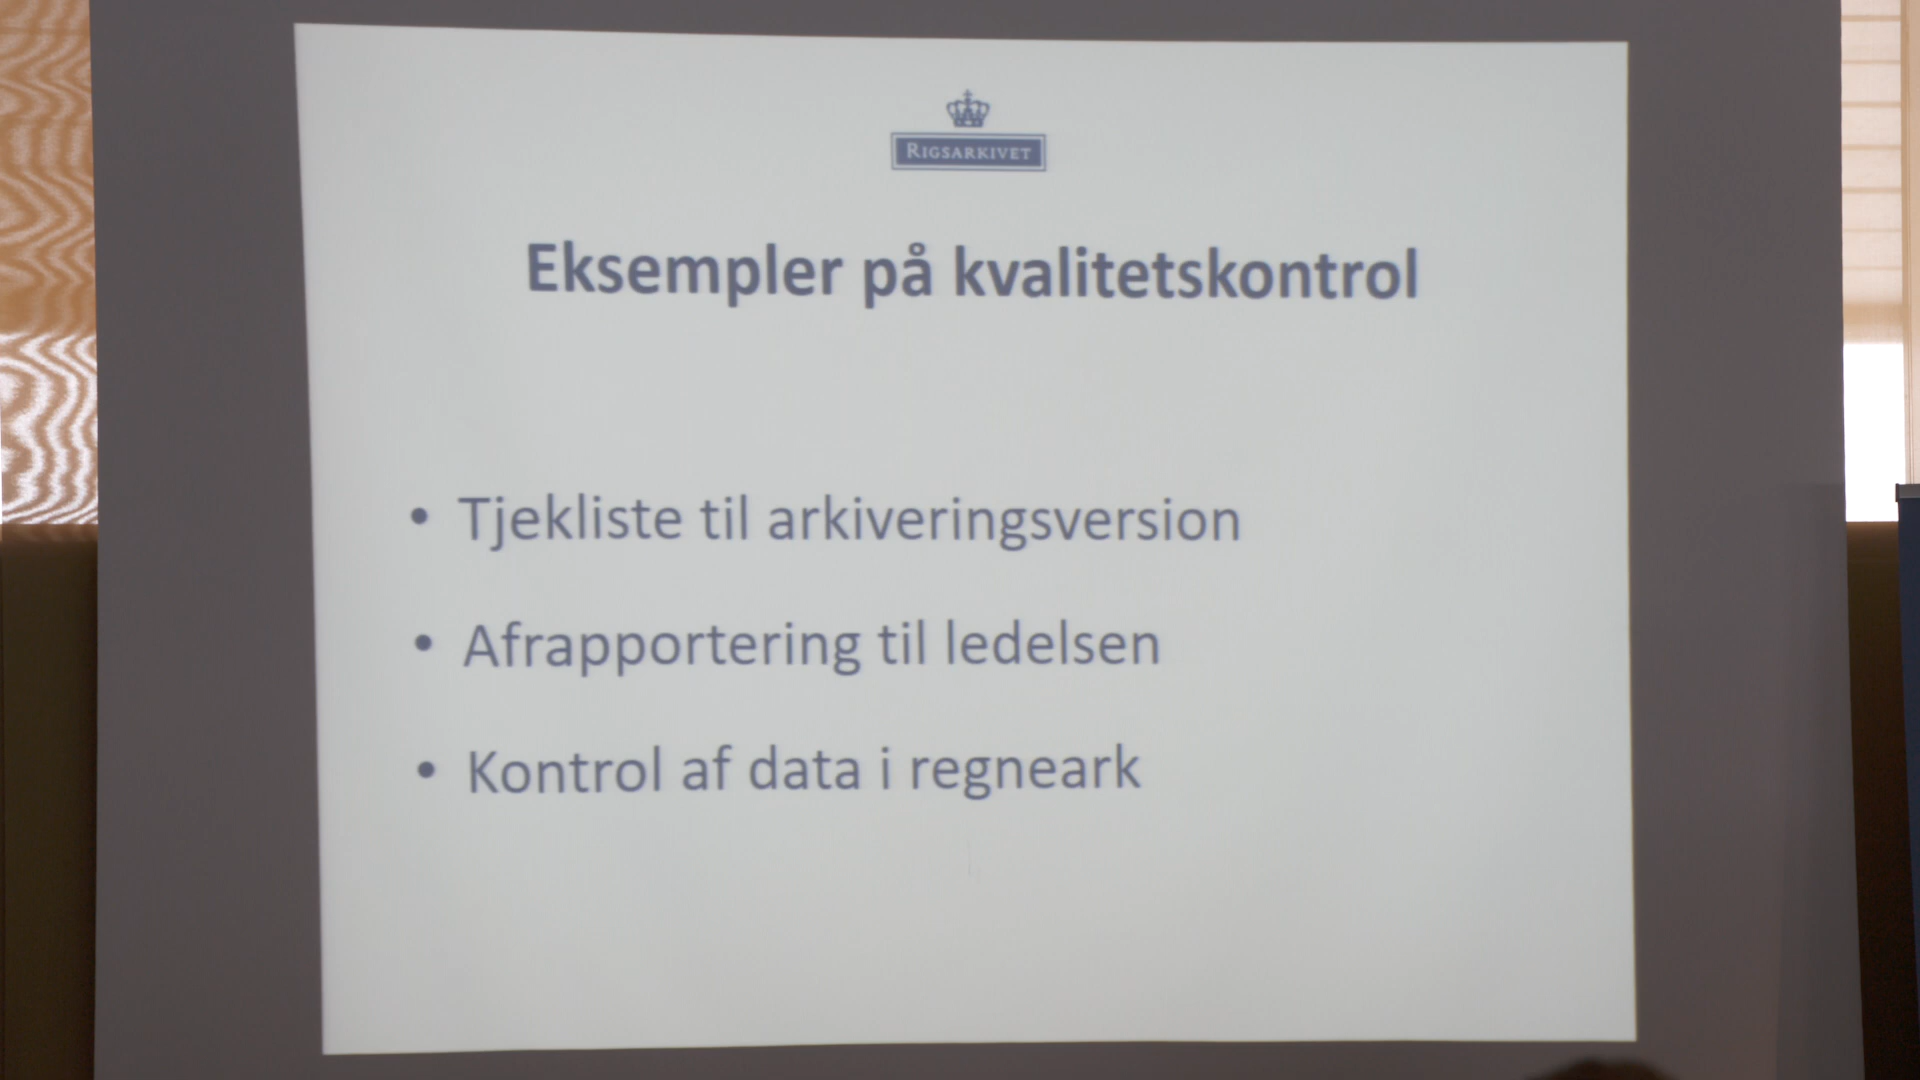 RIGSARKIVET
Eksempler på kvalitetskontrol
• Tjekliste til arkiveringsversion
• Afrapportering til ledelsen
• Kontrol af data i regneark